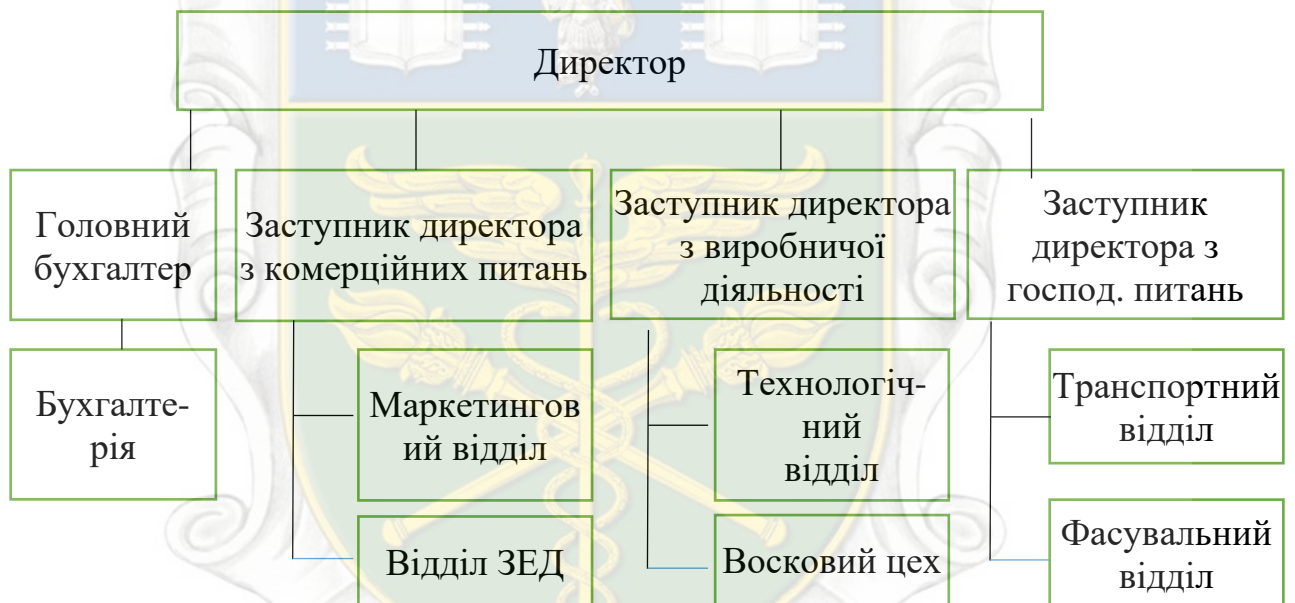 Директор
Головний
бухгалтер
Заступник директора
з комерційних питань
Заступник директора
з виробничої
діяльності
Заступник
директора з
господ. питань
Бухгалте-
рія
Маркетингов
ий відділ
Технологіч-
ний
відділ
Транспортний
відділ
Відділ ЗЕД
Восковий цех
Фасувальний
відділ